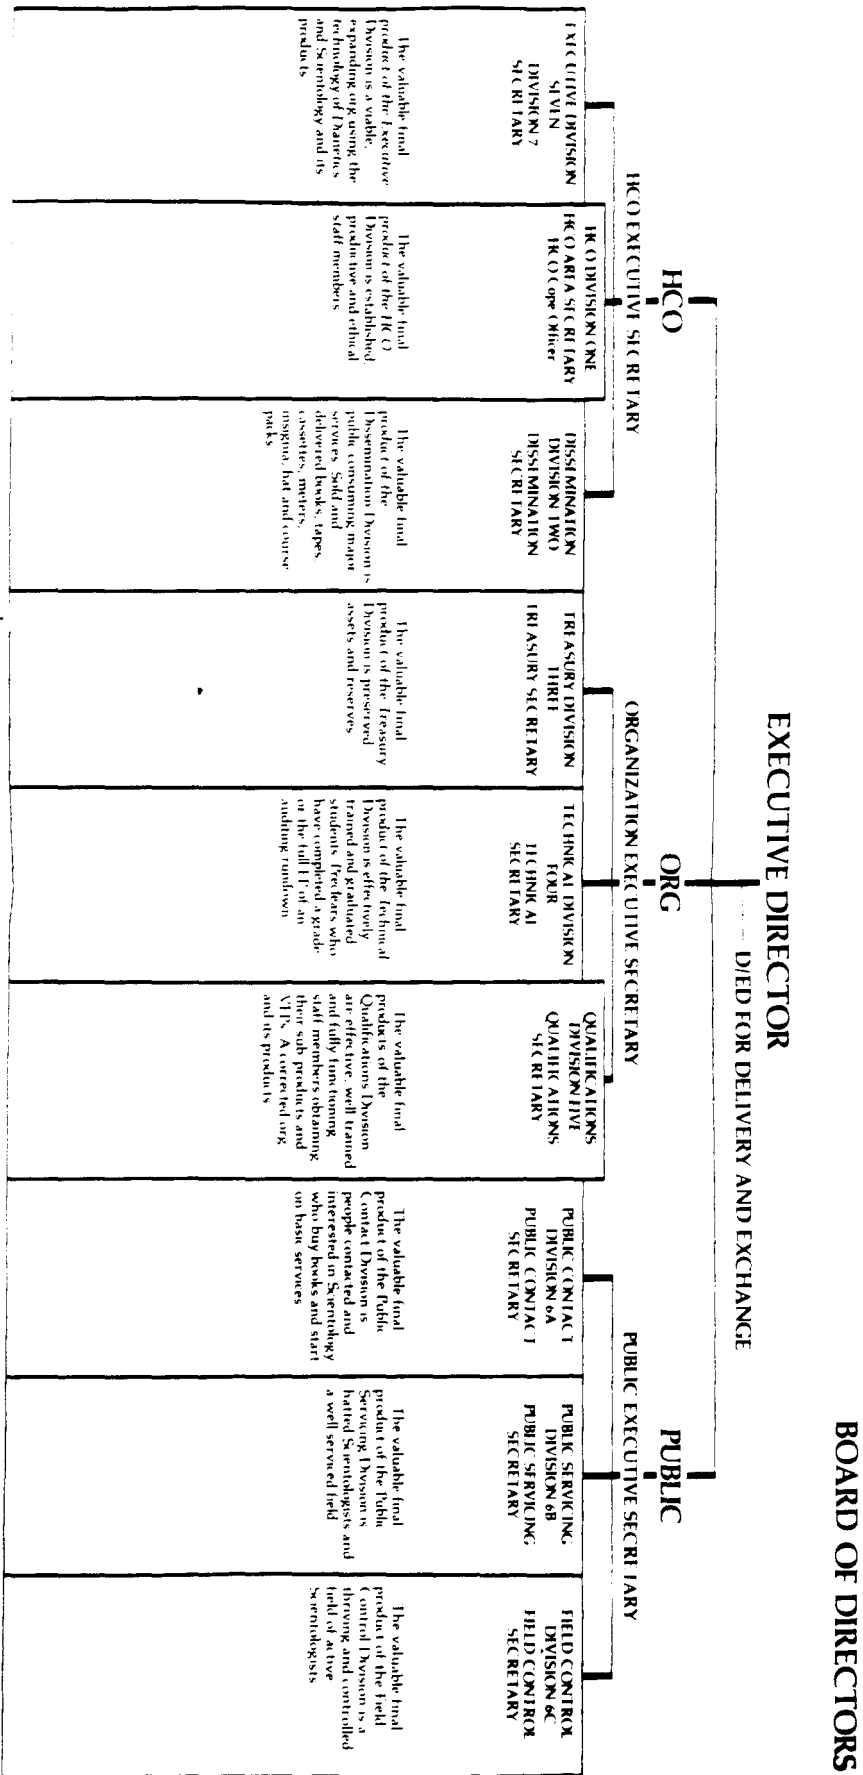 BOARD OF DIRECTORS
EXECUTIVE DIRECTOR
D/ED FOR DELIVERY AND EXCHANGE
HCO
ORG
PUBLIC
HCO EXECUTIVE SECRETARY
ORGANIZATION EXECUTIVE SECRETARY
PUBLIC EXECUTIVE SECRETARY
EXECUTIVE DIVISION
SEVEN
DIVISION 7
SECRETARY
The valuable final
product of the Executive
Division is a viable,
expanding org using the
technology of Dianetics
and Scientology and its
products
HCO DIVISION ONE
HCO AREA SECRETARY
HCO Cope Officer
The valuable final
product of the HCO
Division is established,
productive and ethical
staff members
DISSEMINATION
DIVISION TWO
DISSEMINATION
SECRETARY
The valuable final
product of the
Dissemination Division is
public consuming major
services. Sold and
delivered books, tapes,
cassettes, meters,
insignia, hat and course
packs
TREASURY DIVISION
THREE
TREASURY SECRETARY
The valuable final
product of the Treasury
Division is preserved
assets and reserves
TECHNICAL DIVISION
FOUR
TECHNICAL
SECRETARY
The valuable final
product of the Technical
Division is effectively
trained and graduated
students. Preclears who
have completed a grade
or the full EP of an
auditing rundown
QUALIFICATIONS
DIVISION FIVE
QUALIFICATIONS
SECRETARY
The valuable final
products of the
Qualifications Division
are effective, well trained
and fully functioning
staff members obtaining
their sub products and
VFPs. A corrected org
and its products
PUBLIC CONTACT
DIVISION 6A
PUBLIC CONTACT
SECRETARY
The valuable final
product of the Public
Contact Division is
people contacted and
interested in Scientology
who buy books and start
on basic services
PUBLIC SERVICING
DIVISION 6B
PUBLIC SERVICING
SECRETARY
The valuable final
product of the Public
Servicing Division is
hatted Scientologists and
a well serviced field
FIELD CONTROL
DIVISION 6C
FIELD CONTROL
SECRETARY
The valuable final
product of the Field
Control Division is a
thriving and controlled
field of active
Scientologists